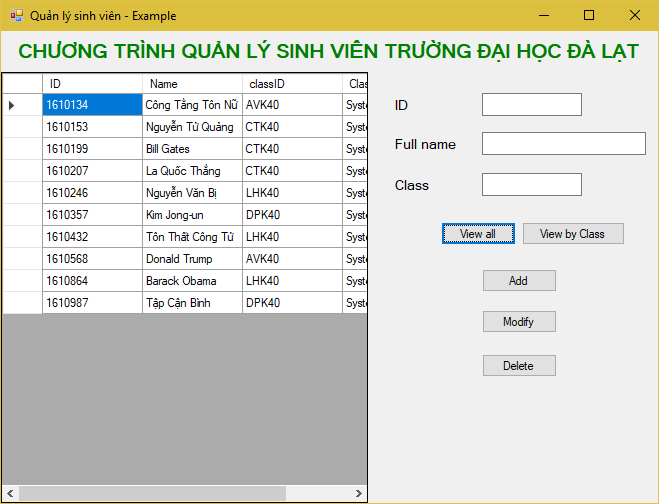 Quản lý sinh viên - Example
CHƯƠNG TRÌNH QUẢN LÝ SINH VIÊN TRƯỜNG ĐẠI HỌC ĐÀ LẠT
ID Name classID Clas
1610134 Công Tằng Tôn Nữ AVK40 Syste
1610153 Nguyễn Tử Quảng CTK40 Syste
1610199 Bill Gates CTK40 Syste
1610207 La Quốc Thắng CTK40 Syste
1610246 Nguyễn Văn Bị LHK40 Syste
1610357 Kim Jong-un DPK40 Syste
1610432 Tôn Thất Công Tử LHK40 Syste
1610568 Donald Trump AVK40 Syste
1610864 Barack Obama LHK40 Syste
1610987 Tập Cận Bình DPK40 Syste
ID
Full name
Class
View all View by Class
Add
Modify
Delete